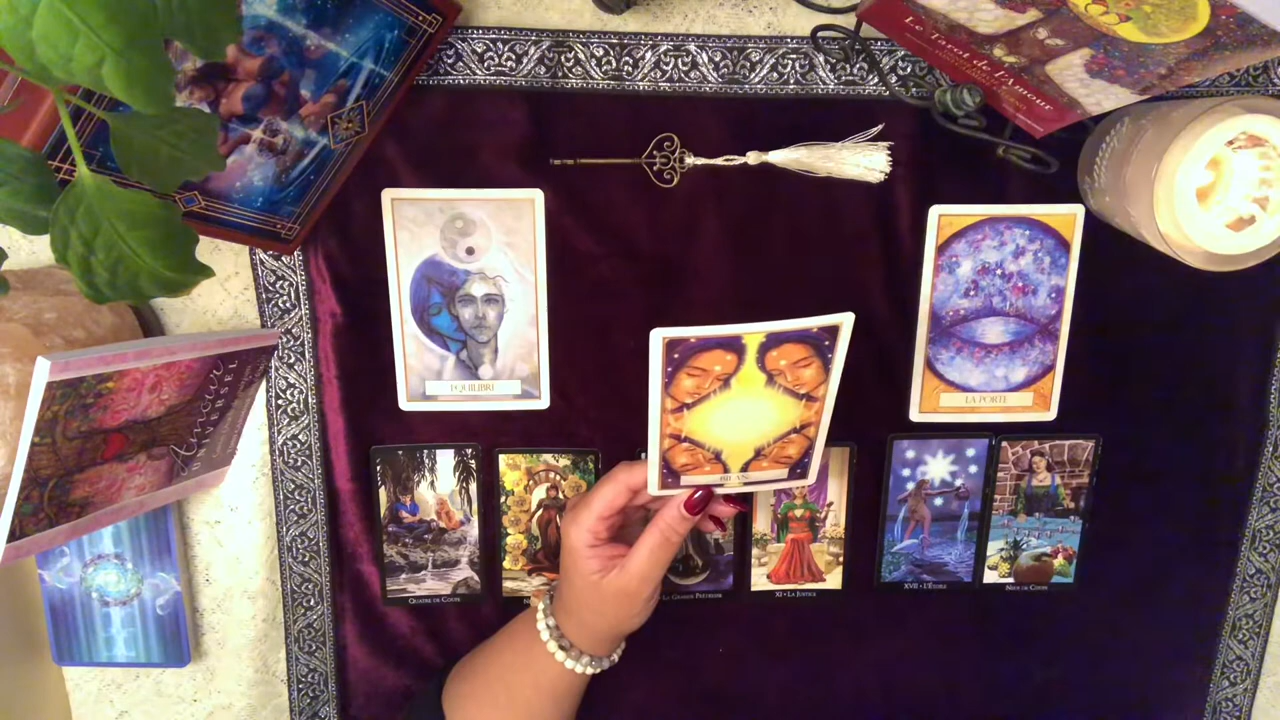 Le Tarot de l'Amour
ÉQUILIBRE
LA PORTE
BILAN
Amour
UNIVERSEL
QUATRE DE COUPE
LA GRANDE PRÊTRESSE
XI • LA JUSTICE
XVII • L'ÉTOILE
NEUF DE COUPE